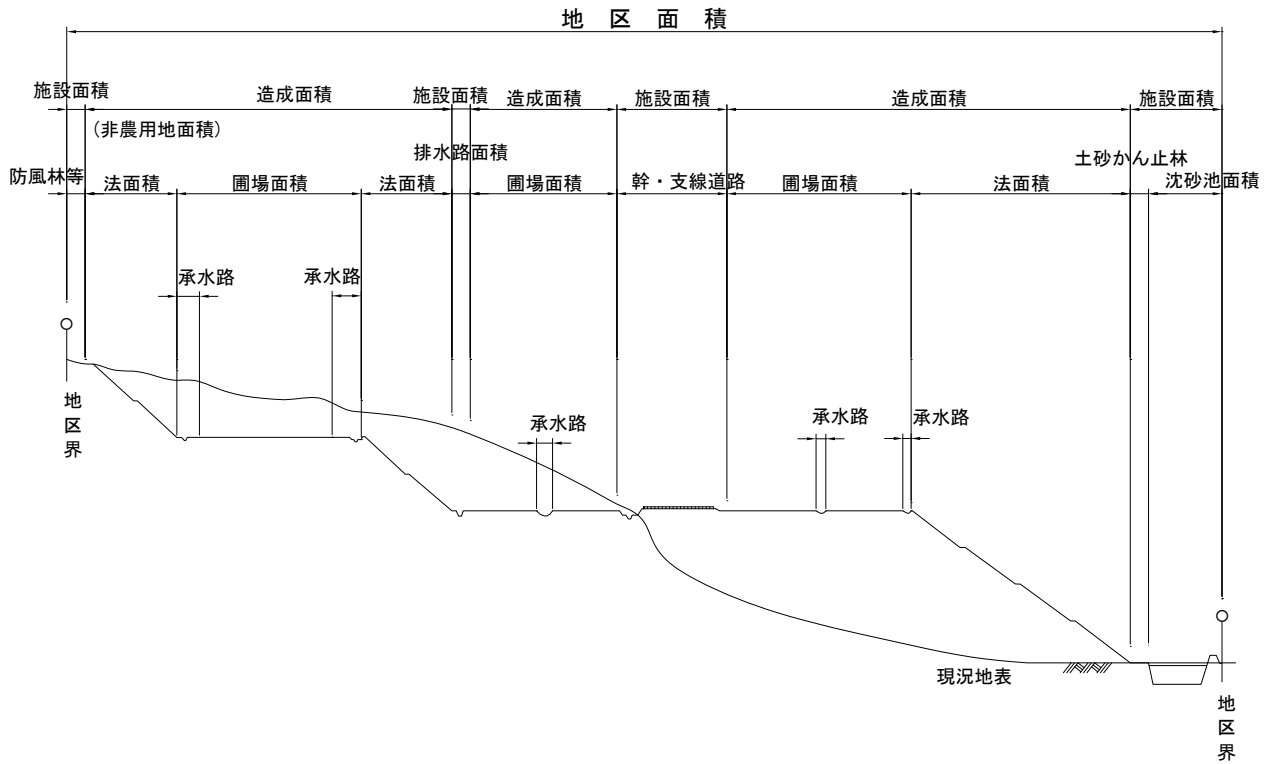 地区面積
施設面積 造成面積 施設面積 造成面積 施設面積 造成面積 施設面積
(非農用地面積)
排水路面積 土砂かん止林
防風林等 法面積 圃場面積 法面積 圃場面積 幹・支線道路 圃場面積 法面積 沈砂池面積
承水路 承水路
地区界
承水路 承水路 承水路
現況地表
地区界